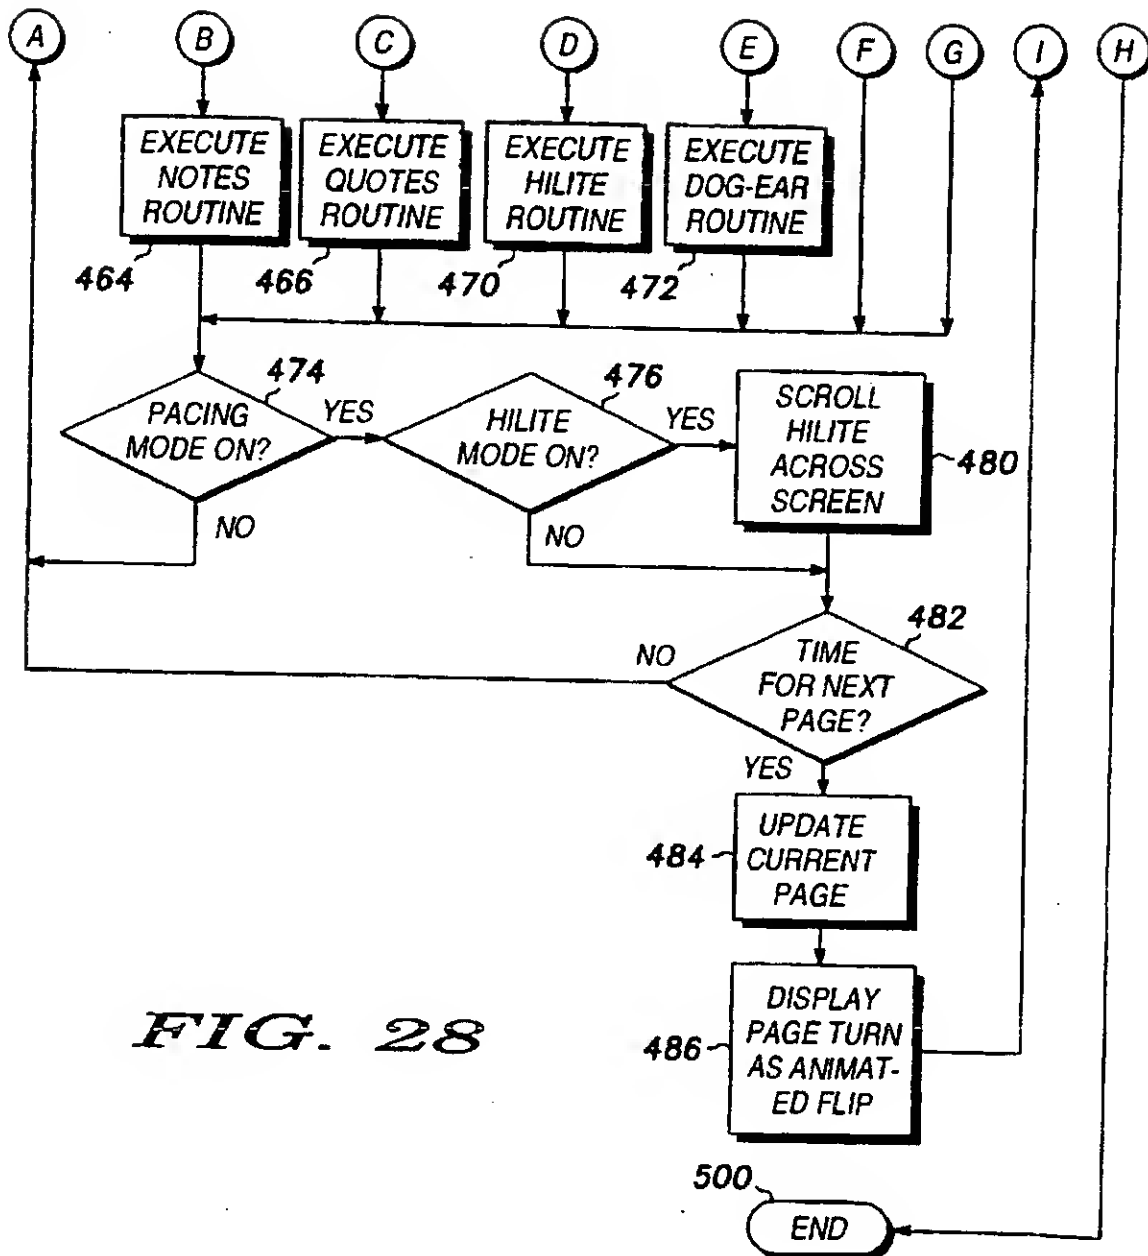 A B C D E F G I H
EXECUTE
NOTES
ROUTINE
464
EXECUTE
QUOTES
ROUTINE
466
EXECUTE
HILITE
ROUTINE
470
EXECUTE
DOG-EAR
ROUTINE
472
474
PACING
MODE ON?
YES
NO
476
HILITE
MODE ON?
YES
NO
SCROLL
HILITE
ACROSS
SCREEN
480
482
TIME
FOR NEXT
PAGE?
NO
YES
484
UPDATE
CURRENT
PAGE
486
DISPLAY
PAGE TURN
AS ANIMAT-
ED FLIP
FIG. 28
500
END